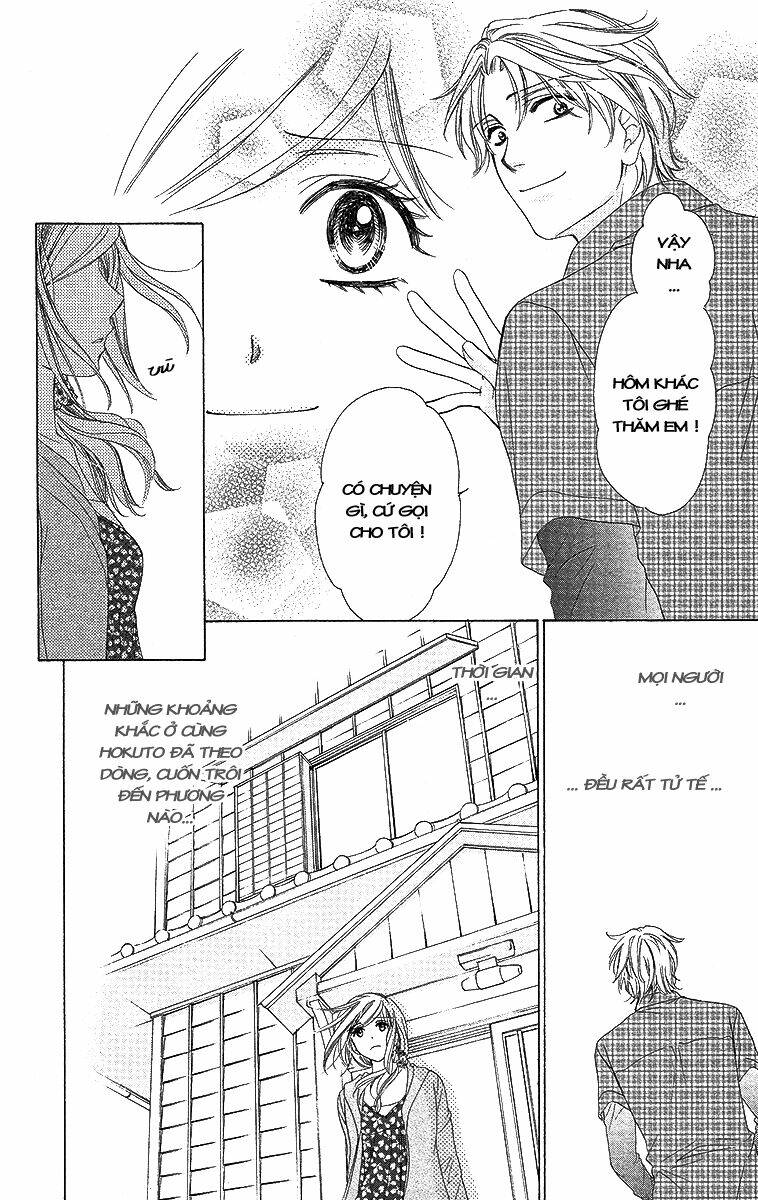 VẬY
NHA
...
HÔM KHÁC
TÔI GHÉ
THĂM EM !
CÓ CHUYỆN
GÌ, CỨ GỌI
CHO TÔI !
vù
MỌI NGƯỜI
...
... ĐỀU RẤT TỬ TẾ ...
THỜI GIAN
...
NHỮNG KHOẢNG
KHẮC Ở CÙNG
HOKUTO ĐÃ THEO
DÒNG, CUỐN TRÔI
ĐẾN PHƯƠNG
NÀO...